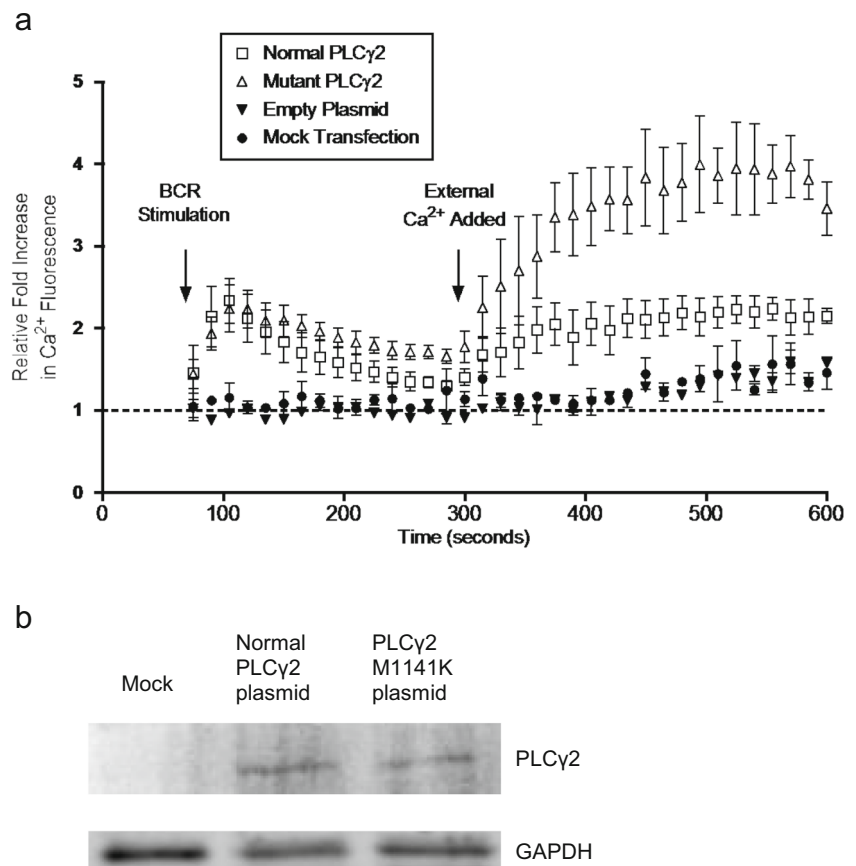 a
Normal PLCγ2
Mutant PLCγ2
Empty Plasmid
Mock Transfection
Relative Fold Increase
in Ca²⁺ Fluorescence
5
4
3
2
1
0
BCR
Stimulation
External
Ca²⁺ Added
0
100
200
300
400
500
600
Time (seconds)
b
Mock
Normal
PLCγ2
plasmid
PLCγ2
M1141K
plasmid
PLCγ2
GAPDH